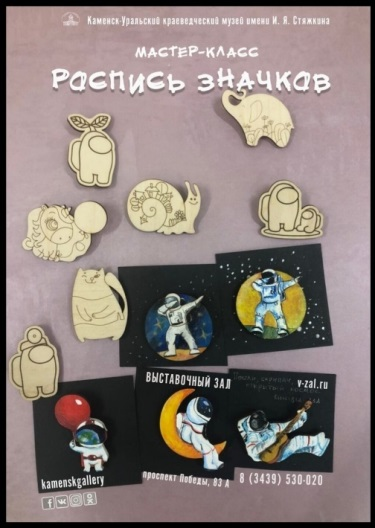 Каменск-Уральский краеведческий музей имени И. Я. Стяжкина
МАСТЕР-КЛАСС
РОСПИСЬ ЗНАЧКОВ
ВЫСТАВОЧНЫЙ ЗАЛ
v-zal.ru
kamenskgallery
проспект Победы, 83 А
8 (3439) 530-020